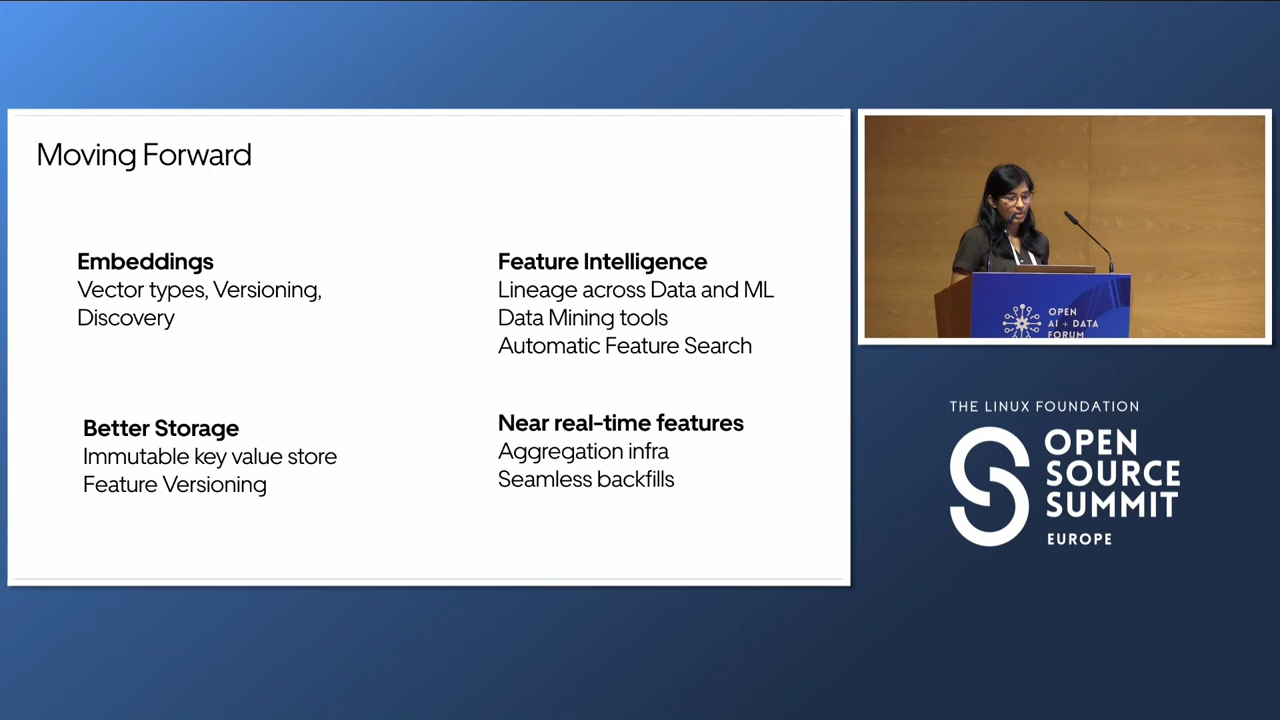 Moving Forward
Embeddings
Vector types, Versioning,
Discovery
Feature Intelligence
Lineage across Data and ML
Data Mining tools
Automatic Feature Search
Better Storage
Immutable key value store
Feature Versioning
Near real-time features
Aggregation infra
Seamless backfills
OPEN
AI + DATA
FORUM
THE LINUX FOUNDATION
OPEN
SOURCE
SUMMIT
EUROPE